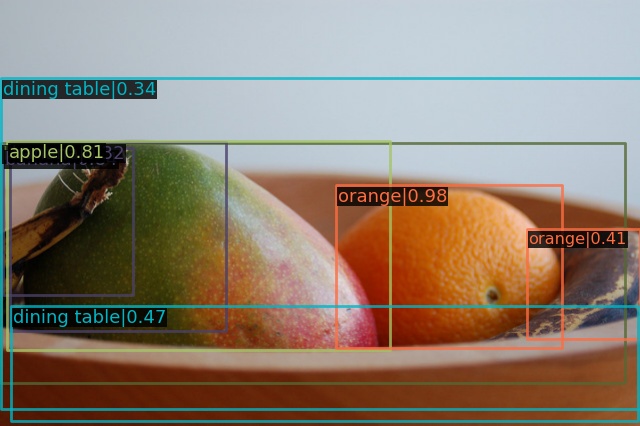 dining table|0.34
apple|0.81
orange|0.98
orange|0.41
dining table|0.47